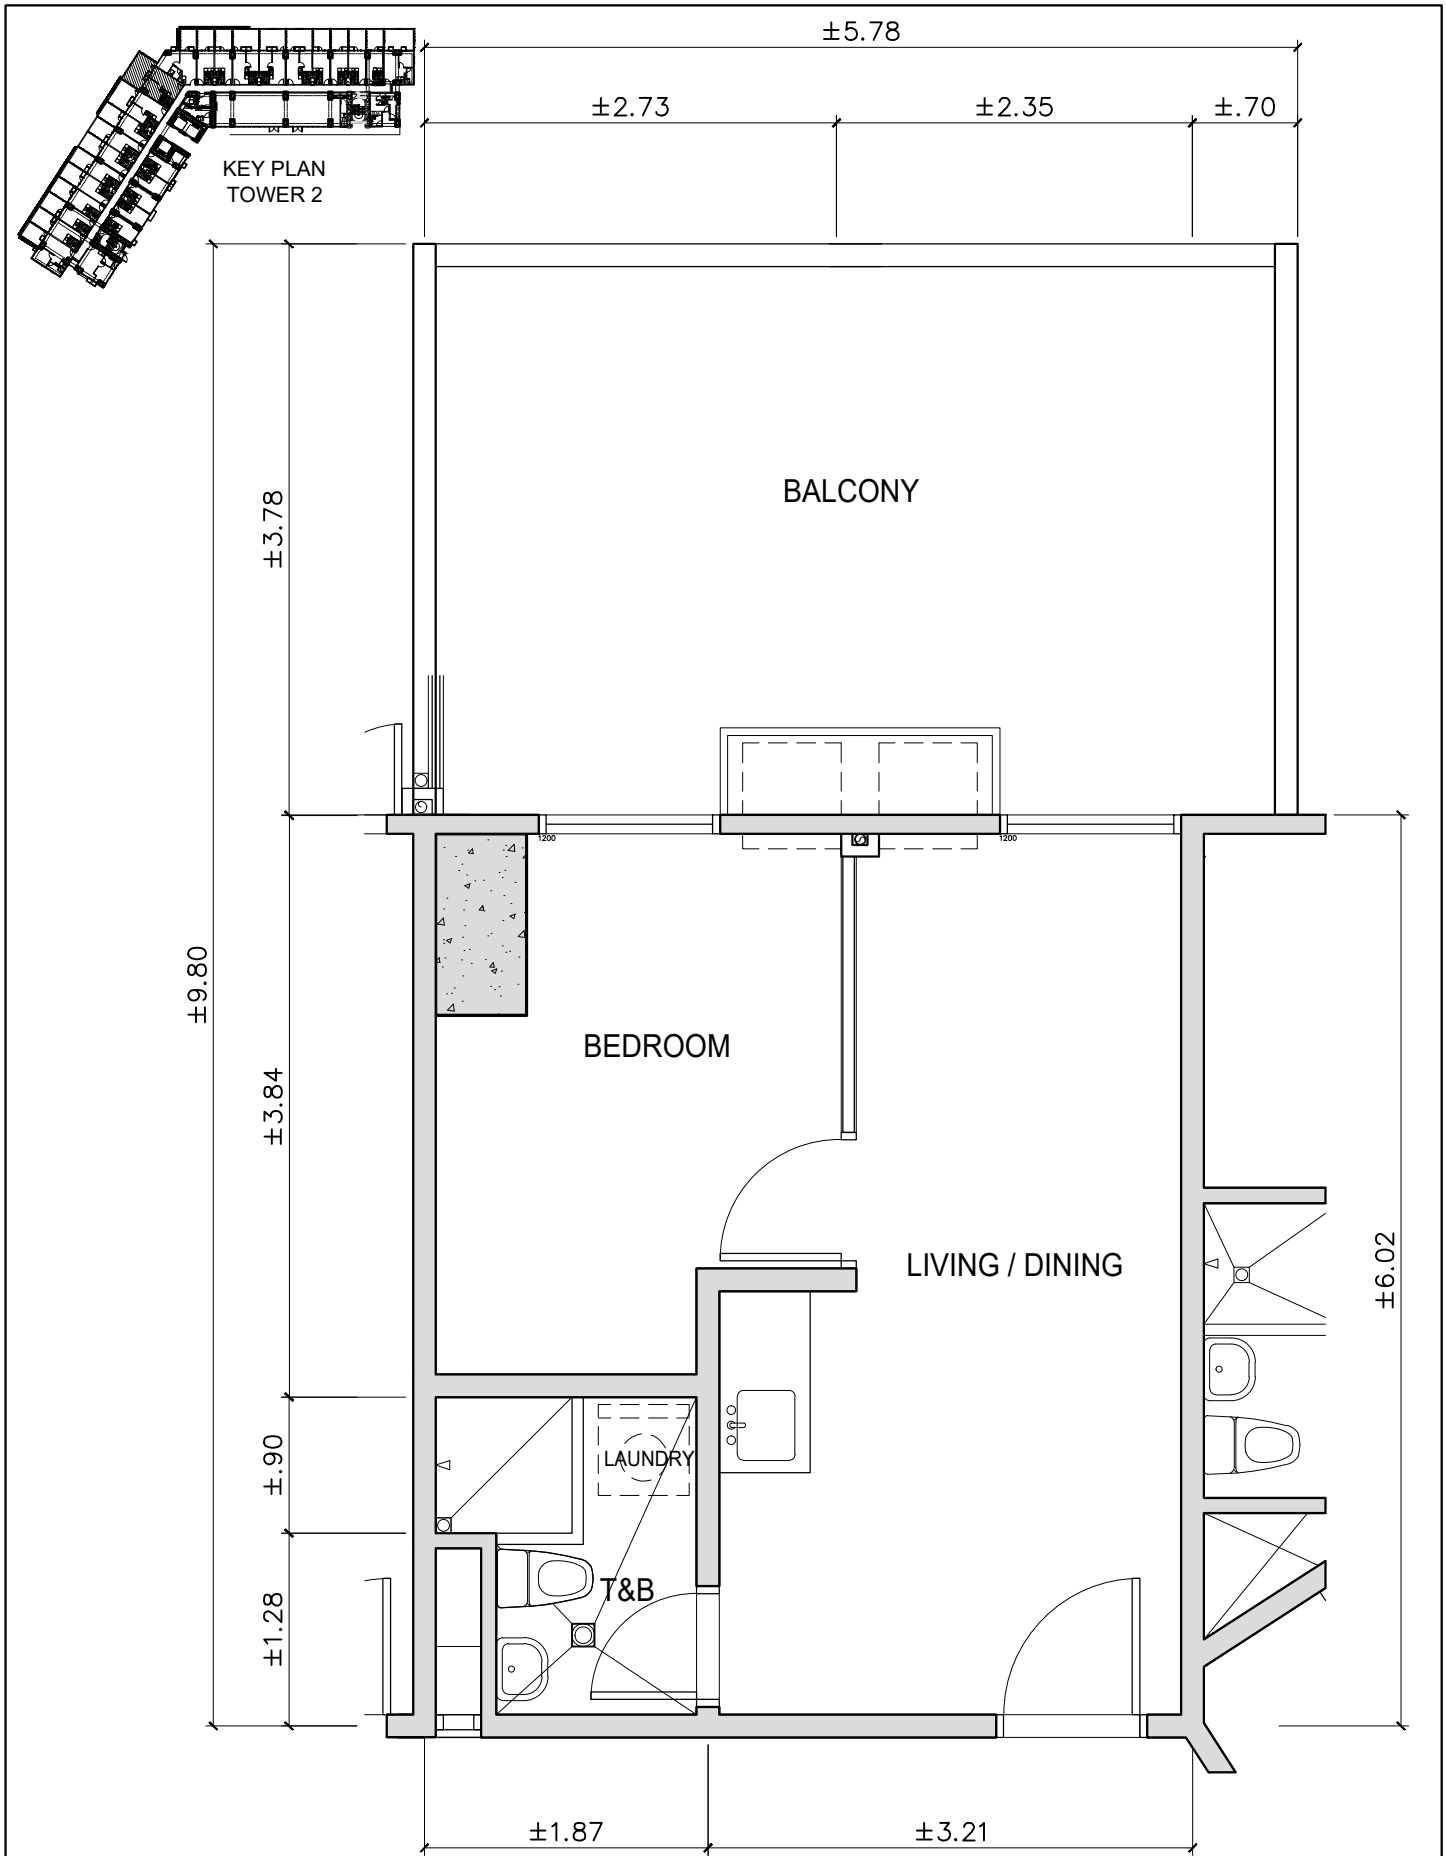 ±5.78
±2.73
±2.35
±.70
KEY PLAN
TOWER 2
BALCONY
±3.78
1200
1200
±9.80
BEDROOM
±3.84
LIVING / DINING
±6.02
LAUNDRY
±.90
T&B
±1.28
±1.87
±3.21